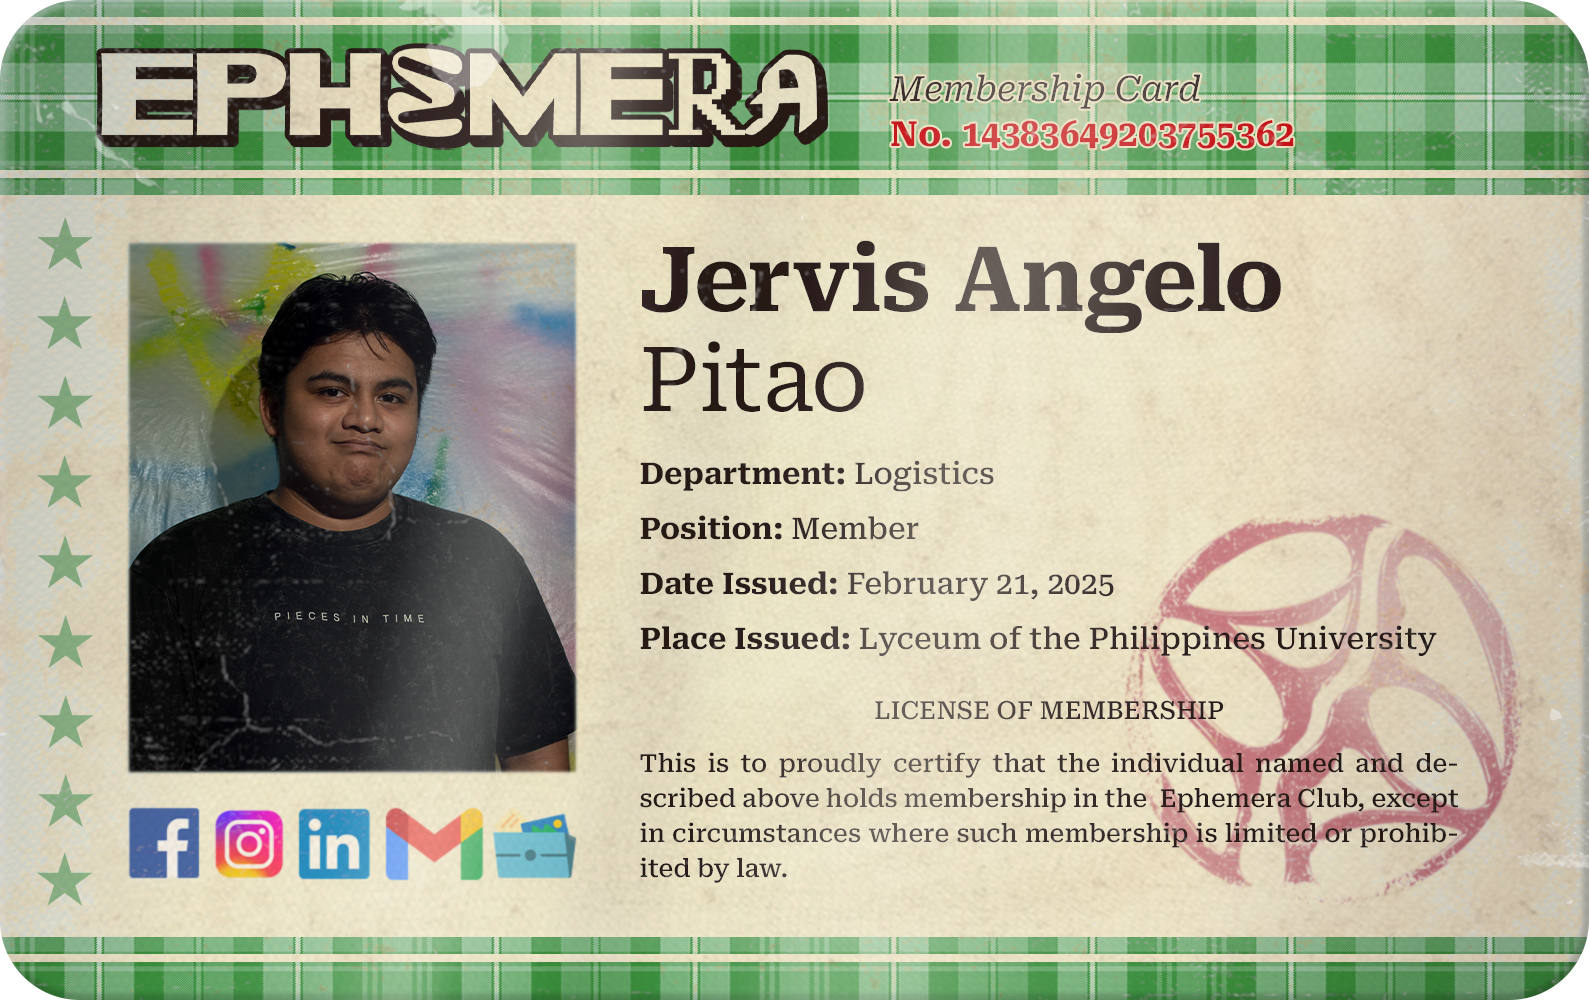 EPHEMERA
Membership Card
No. 14383649203755362
Jervis Angelo
Pitao
Department: Logistics
Position: Member
Date Issued: February 21, 2025
Place Issued: Lyceum of the Philippines University
LICENSE OF MEMBERSHIP
This is to proudly certify that the individual named and de-
scribed above holds membership in the Ephemera Club, except
in circumstances where such membership is limited or prohib-
ited by law.
PIECES IN TIME
f
in